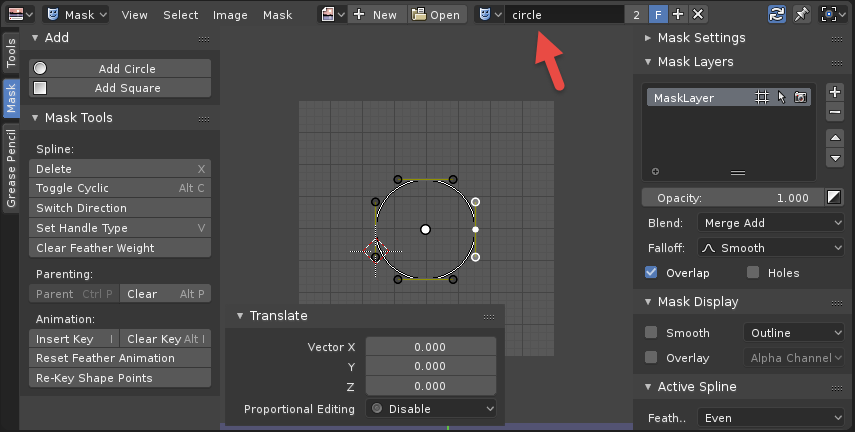 Mask View Select Image Mask New Open circle 2 F
Tools
Mask
Grease Pencil
Add
Add Circle
Add Square
Mask Tools
Spline:
Delete X
Toggle Cyclic Alt C
Switch Direction
Set Handle Type V
Clear Feather Weight
Parenting:
Parent Ctrl P Clear Alt P
Animation:
Insert Key I Clear Key Alt I
Reset Feather Animation
Re-Key Shape Points
Translate
Vector X 0.000
Y 0.000
Z 0.000
Proportional Editing Disable
Mask Settings
Mask Layers
MaskLayer
Opacity: 1.000
Blend: Merge Add
Falloff: Smooth
Overlap Holes
Mask Display
Smooth Outline
Overlay Alpha Channel
Active Spline
Feath.. Even